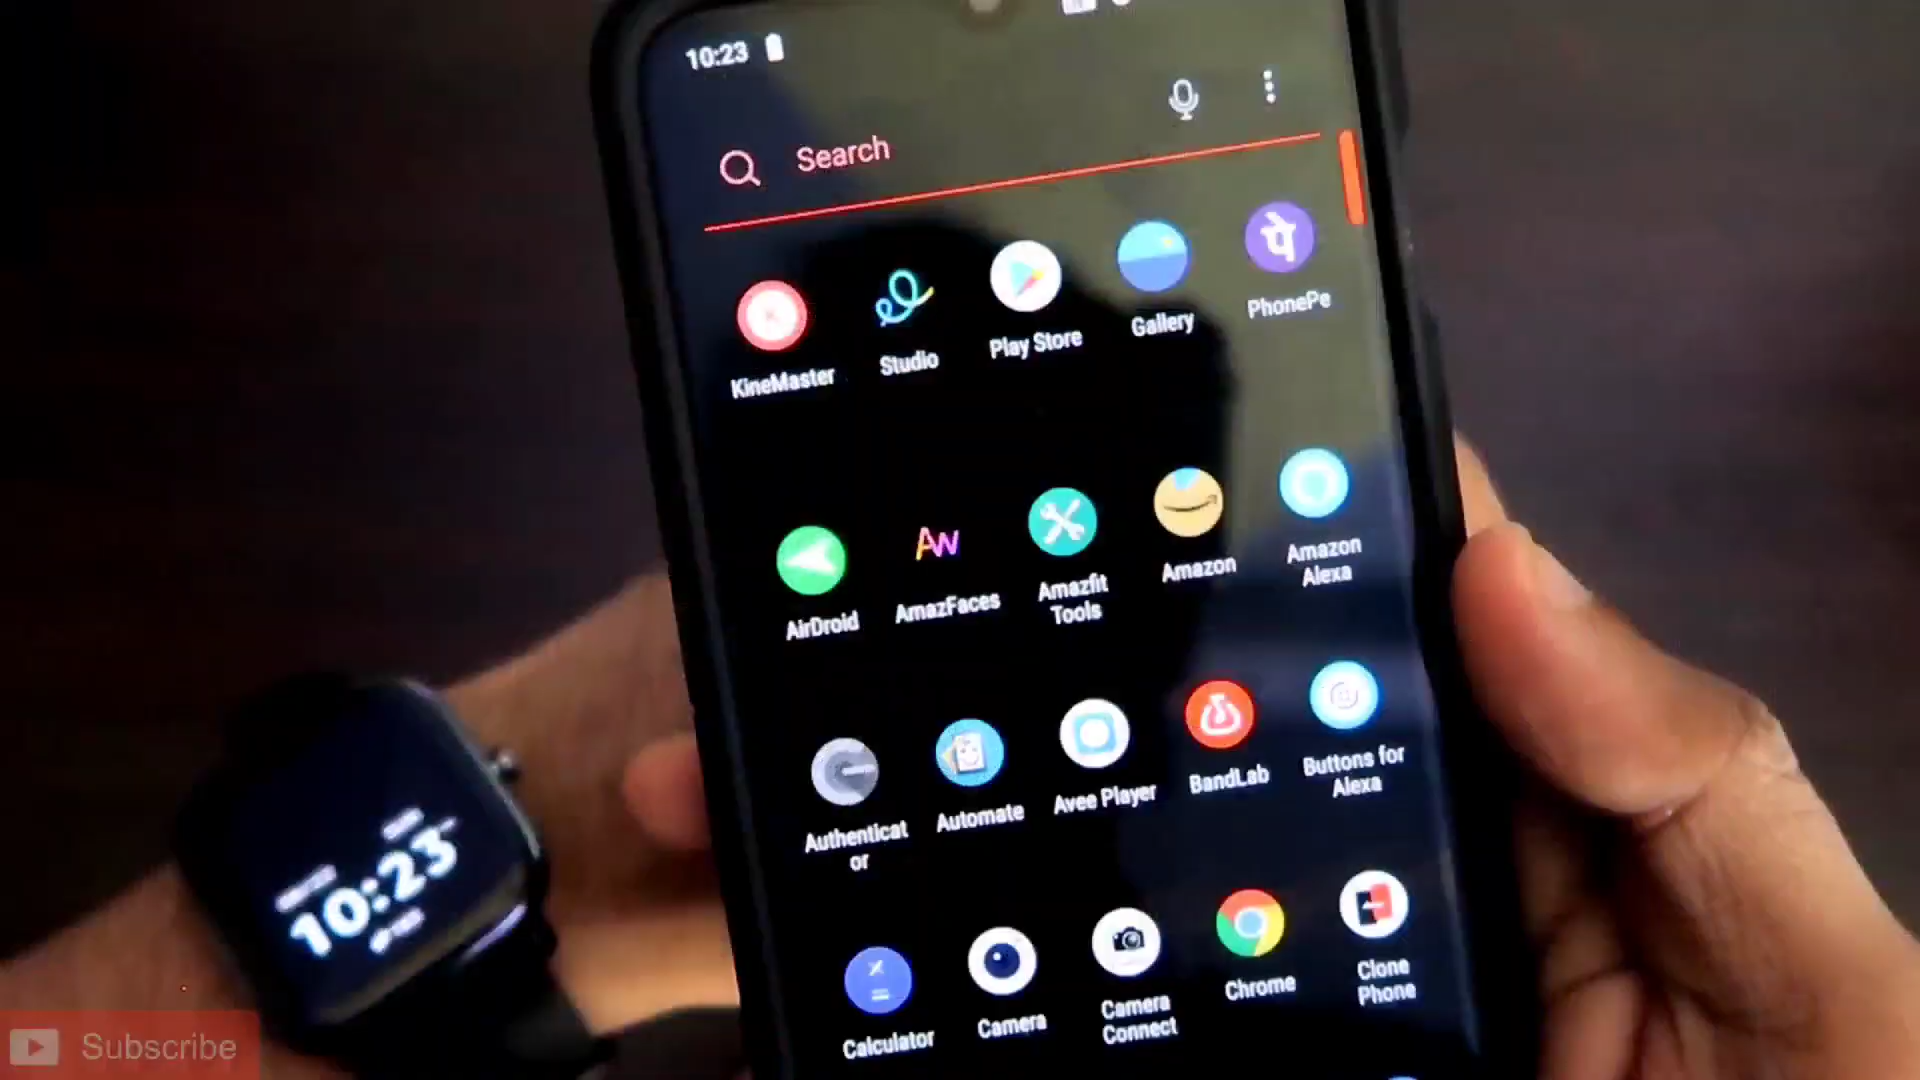 10:23
Search
KineMaster
Studio
Play Store
Gallery
पे
PhonePe
AirDroid
AW
AmazFaces
Amazfit
Tools
Amazon
Amazon
Alexa
Authenticat
or
Automate
Avee Player
BandLab
Buttons for
Alexa
Calculator
Camera
Camera
Connect
Chrome
Clone
Phone
10:23
Subscribe